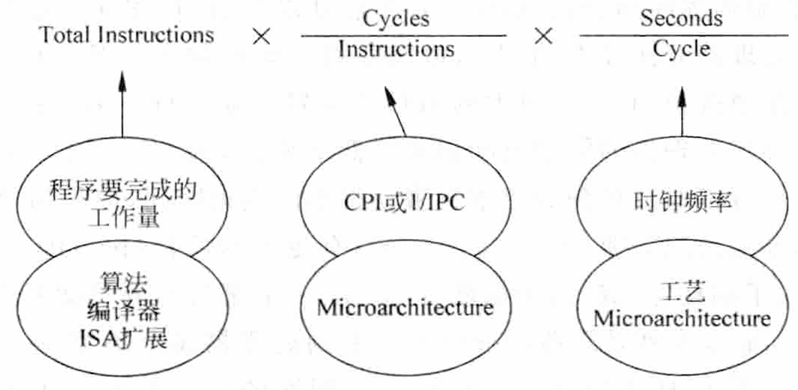 Total Instructions × Cycles × Seconds
Instructions Cycle
程序要完成的
工作量
CPI或1/IPC
时钟频率
算法
编译器
ISA扩展
Microarchitecture
工艺
Microarchitecture